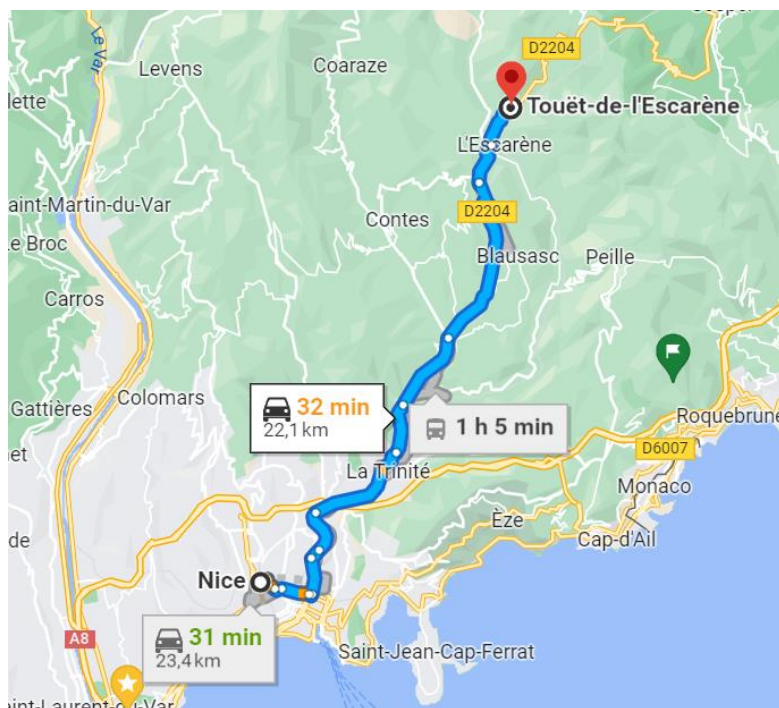 Le Var
Levens
Coaraze
D2204
Touët-de-l'Escarène
L'Escarène
aint-Martin-du-Var
Contes
D2204
Le Broc
Blausasc
Peille
Carros
Colomars
Gattières
32 min
22,1 km
1 h 5 min
Roquebrune
D6007
La Trinité
Monaco
Èze
Cap-d'Ail
de
Nice
31 min
23,4 km
A8
Saint-Jean-Cap-Ferrat